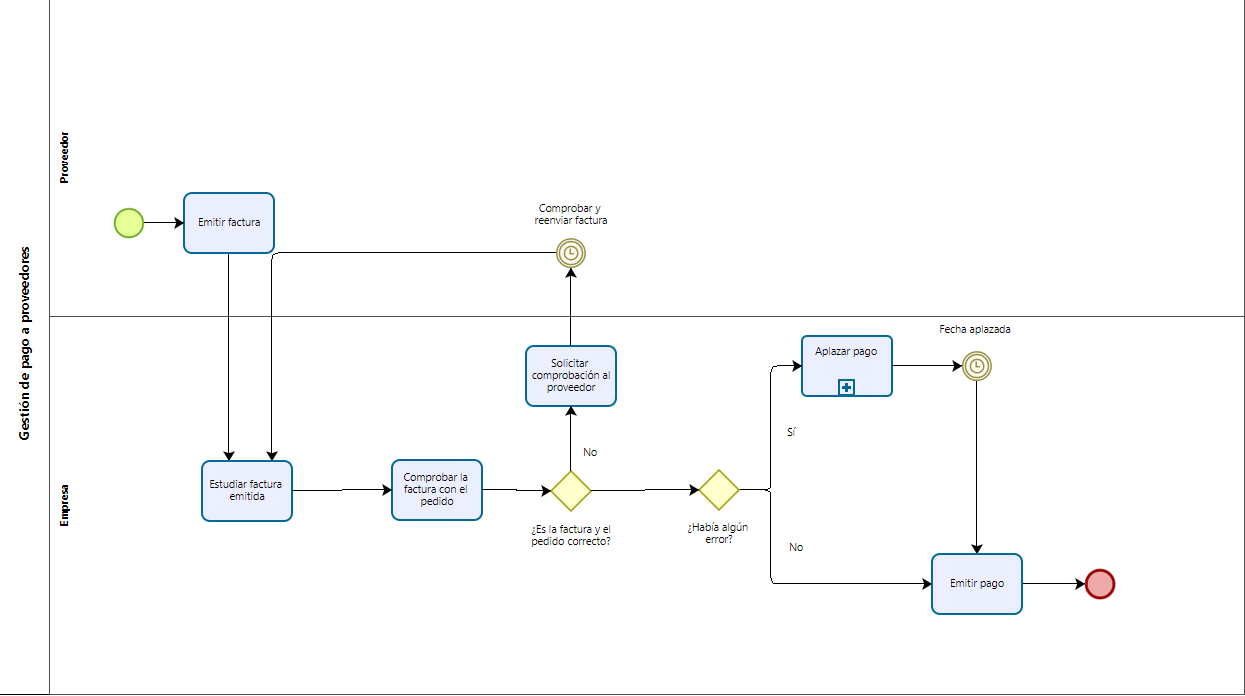 Gestión de pago a proveedores
Proveedor
Emitir factura
Comprobar y
reenviar factura
Empresa
Estudiar factura
emitida
Comprobar la
factura con el
pedido
¿Es la factura y el
pedido correcto?
No
Solicitar
comprobación al
proveedor
¿Había algún
error?
Sí
No
Aplazar pago
Fecha aplazada
Emitir pago